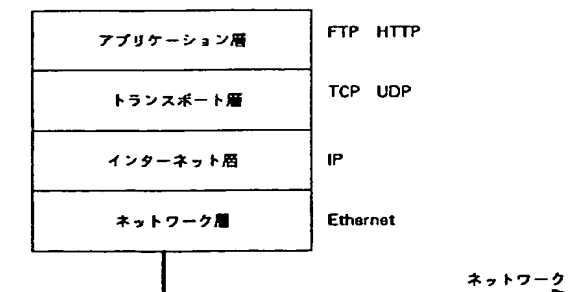 アプリケーション層 FTP HTTP
トランスポート層 TCP UDP
インターネット層 IP
ネットワーク層 Ethernet
ネットワーク